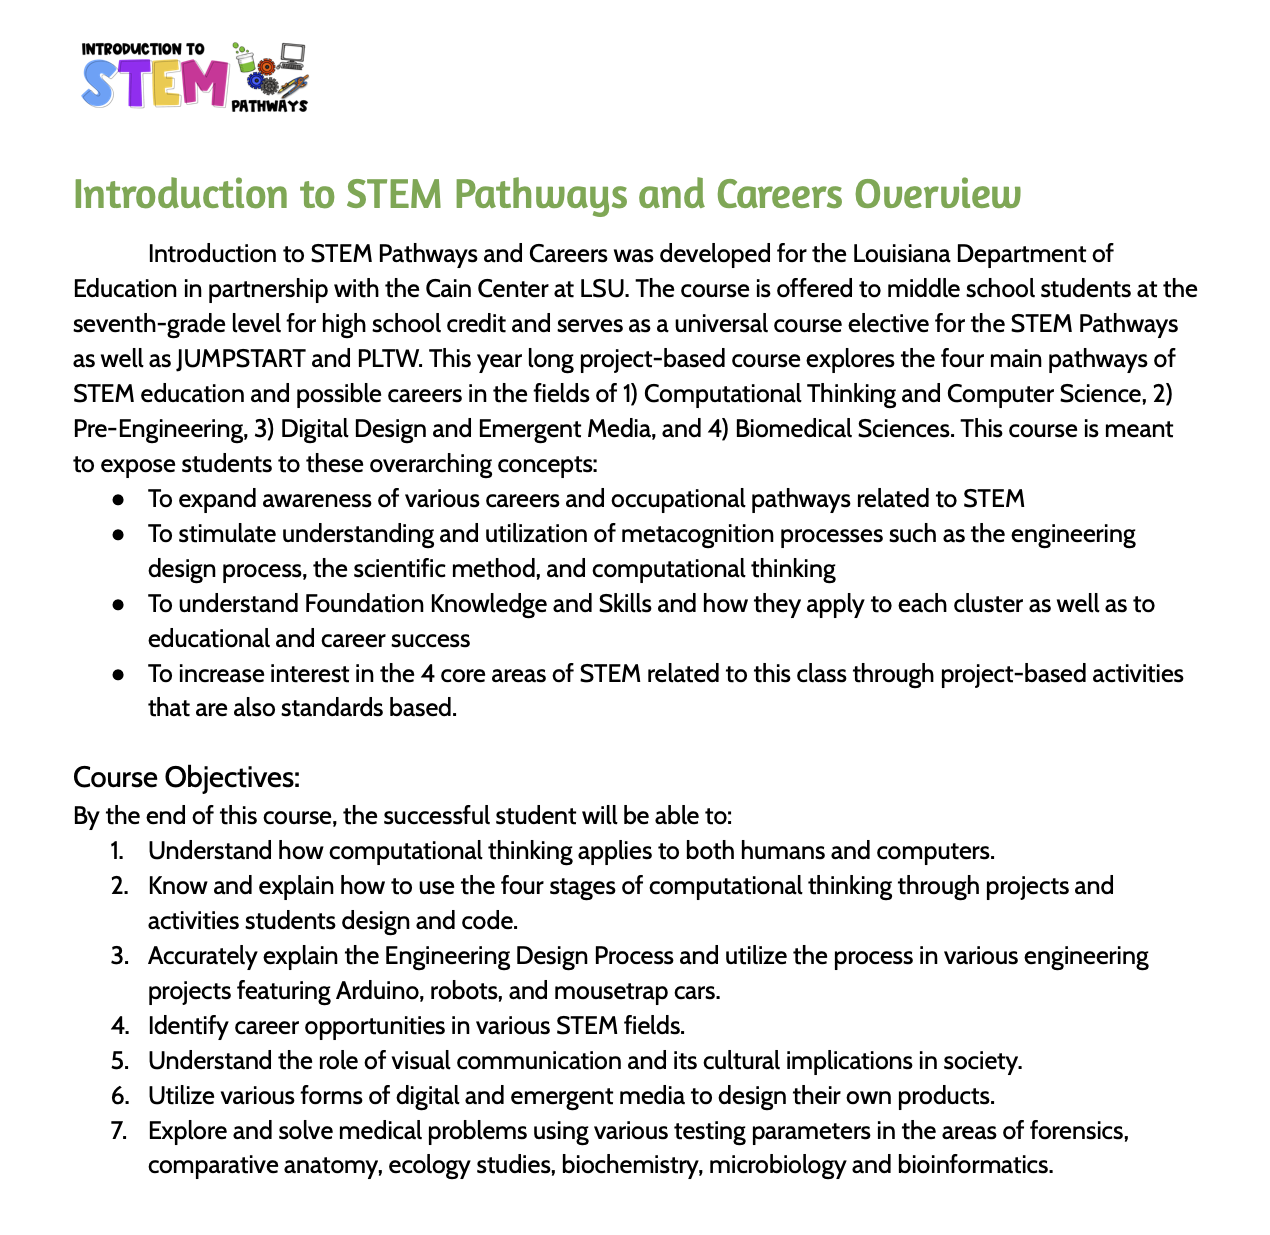 INTRODUCTION TO
STEM
PATHWAYS
Introduction to STEM Pathways and Careers Overview
Introduction to STEM Pathways and Careers was developed for the Louisiana Department of
Education in partnership with the Cain Center at LSU. The course is offered to middle school students at the
seventh-grade level for high school credit and serves as a universal course elective for the STEM Pathways
as well as JUMPSTART and PLTW. This year long project-based course explores the four main pathways of
STEM education and possible careers in the fields of 1) Computational Thinking and Computer Science, 2)
Pre-Engineering, 3) Digital Design and Emergent Media, and 4) Biomedical Sciences. This course is meant
to expose students to these overarching concepts:
● To expand awareness of various careers and occupational pathways related to STEM
● To stimulate understanding and utilization of metacognition processes such as the engineering
design process, the scientific method, and computational thinking
● To understand Foundation Knowledge and Skills and how they apply to each cluster as well as to
educational and career success
● To increase interest in the 4 core areas of STEM related to this class through project-based activities
that are also standards based.
Course Objectives:
By the end of this course, the successful student will be able to:
1. Understand how computational thinking applies to both humans and computers.
2. Know and explain how to use the four stages of computational thinking through projects and
activities students design and code.
3. Accurately explain the Engineering Design Process and utilize the process in various engineering
projects featuring Arduino, robots, and mousetrap cars.
4. Identify career opportunities in various STEM fields.
5. Understand the role of visual communication and its cultural implications in society.
6. Utilize various forms of digital and emergent media to design their own products.
7. Explore and solve medical problems using various testing parameters in the areas of forensics,
comparative anatomy, ecology studies, biochemistry, microbiology and bioinformatics.